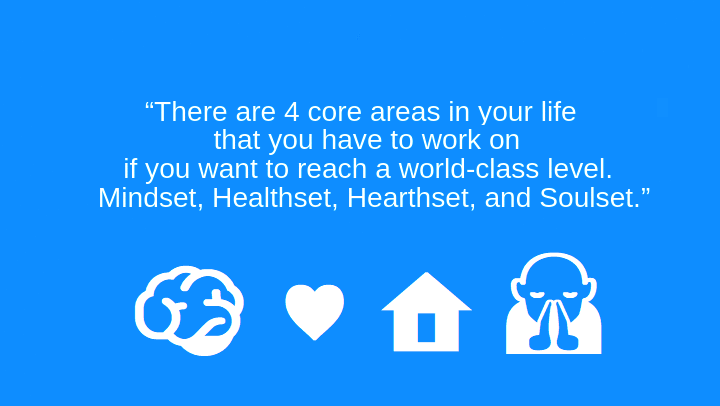 “There are 4 core areas in your life
that you have to work on
if you want to reach a world-class level.
Mindset, Healthset, Hearthset, and Soulset.”